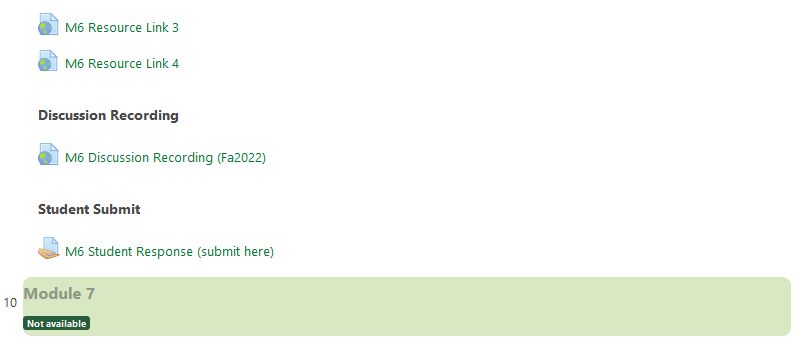 M6 Resource Link 3
M6 Resource Link 4
Discussion Recording
M6 Discussion Recording (Fa2022)
Student Submit
M6 Student Response (submit here)
10 Module 7
Not available